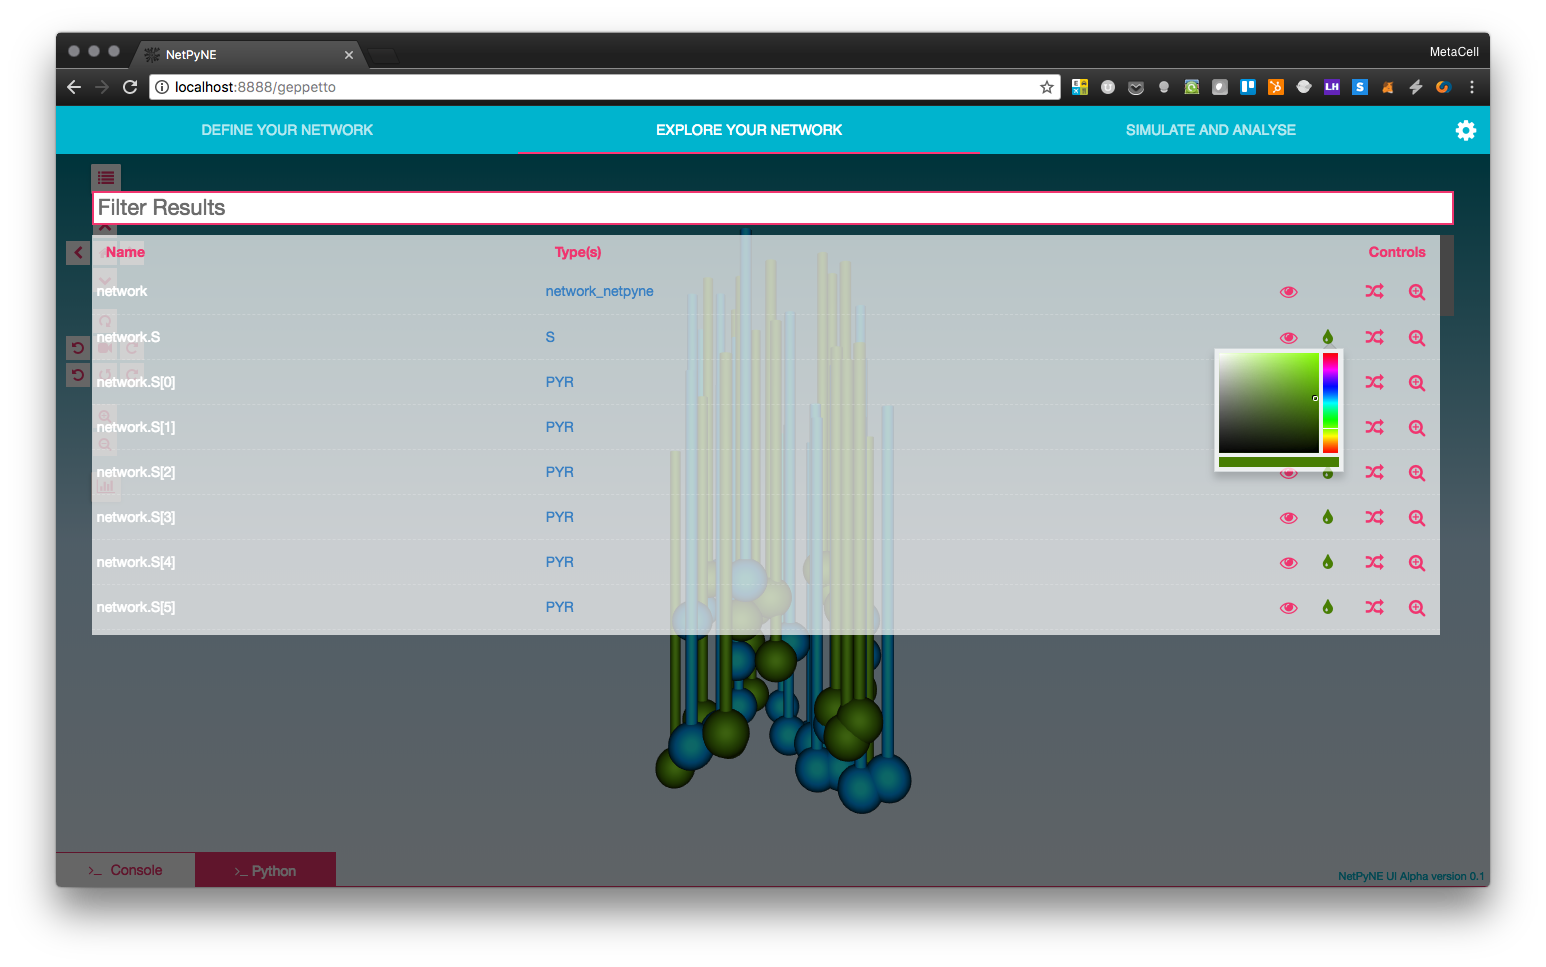 NetPyNE
MetaCell
localhost:8888/geppetto
DEFINE YOUR NETWORK
EXPLORE YOUR NETWORK
SIMULATE AND ANALYSE
Filter Results
Name Type(s) Controls
network network_netpyne
network.S S
network.S[0] PYR
network.S[1] PYR
network.S[2] PYR
network.S[3] PYR
network.S[4] PYR
network.S[5] PYR
>_ Console
>_ Python
NetPyNE UI Alpha version 0.1